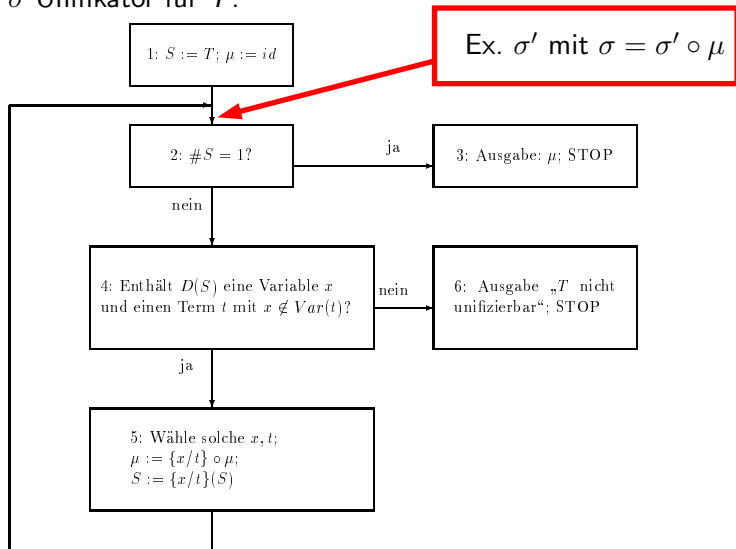 σ Unifikator für T.
Ex. σ′ mit σ = σ′ ∘ μ
1: S := T; μ := id
2: #S = 1?
ja
3: Ausgabe: μ; STOP
nein
4: Enthält D(S) eine Variable x
und einen Term t mit x ∉ Var(t)?
nein
6: Ausgabe „T nicht
unifizierbar“; STOP
ja
5: Wähle solche x, t;
μ := {x/t} ∘ μ;
S := {x/t}(S)